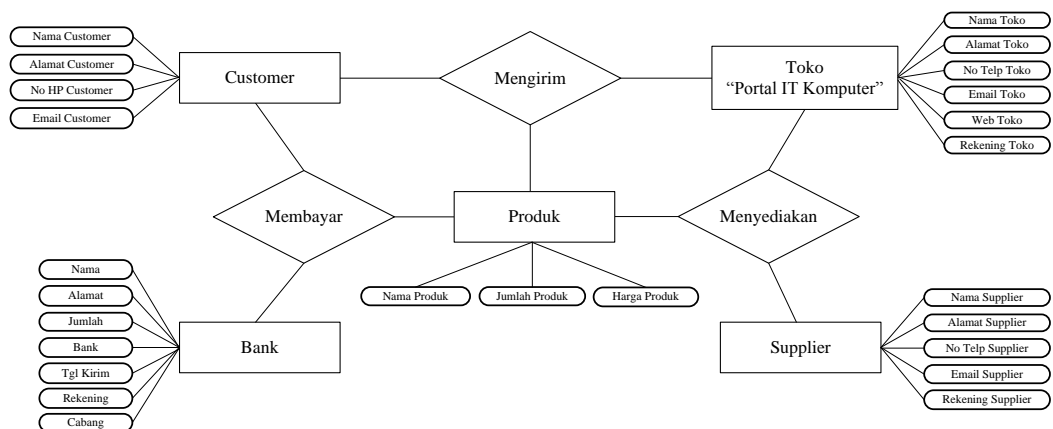 Nama Customer
Alamat Customer
No HP Customer
Email Customer
Customer
Mengirim
Toko
“Portal IT Komputer”
Nama Toko
Alamat Toko
No Telp Toko
Email Toko
Web Toko
Rekening Toko
Membayar
Produk
Menyediakan
Nama Produk
Jumlah Produk
Harga Produk
Nama
Alamat
Jumlah
Bank
Tgl Kirim
Rekening
Cabang
Bank
Supplier
Nama Supplier
Alamat Supplier
No Telp Supplier
Email Supplier
Rekening Supplier